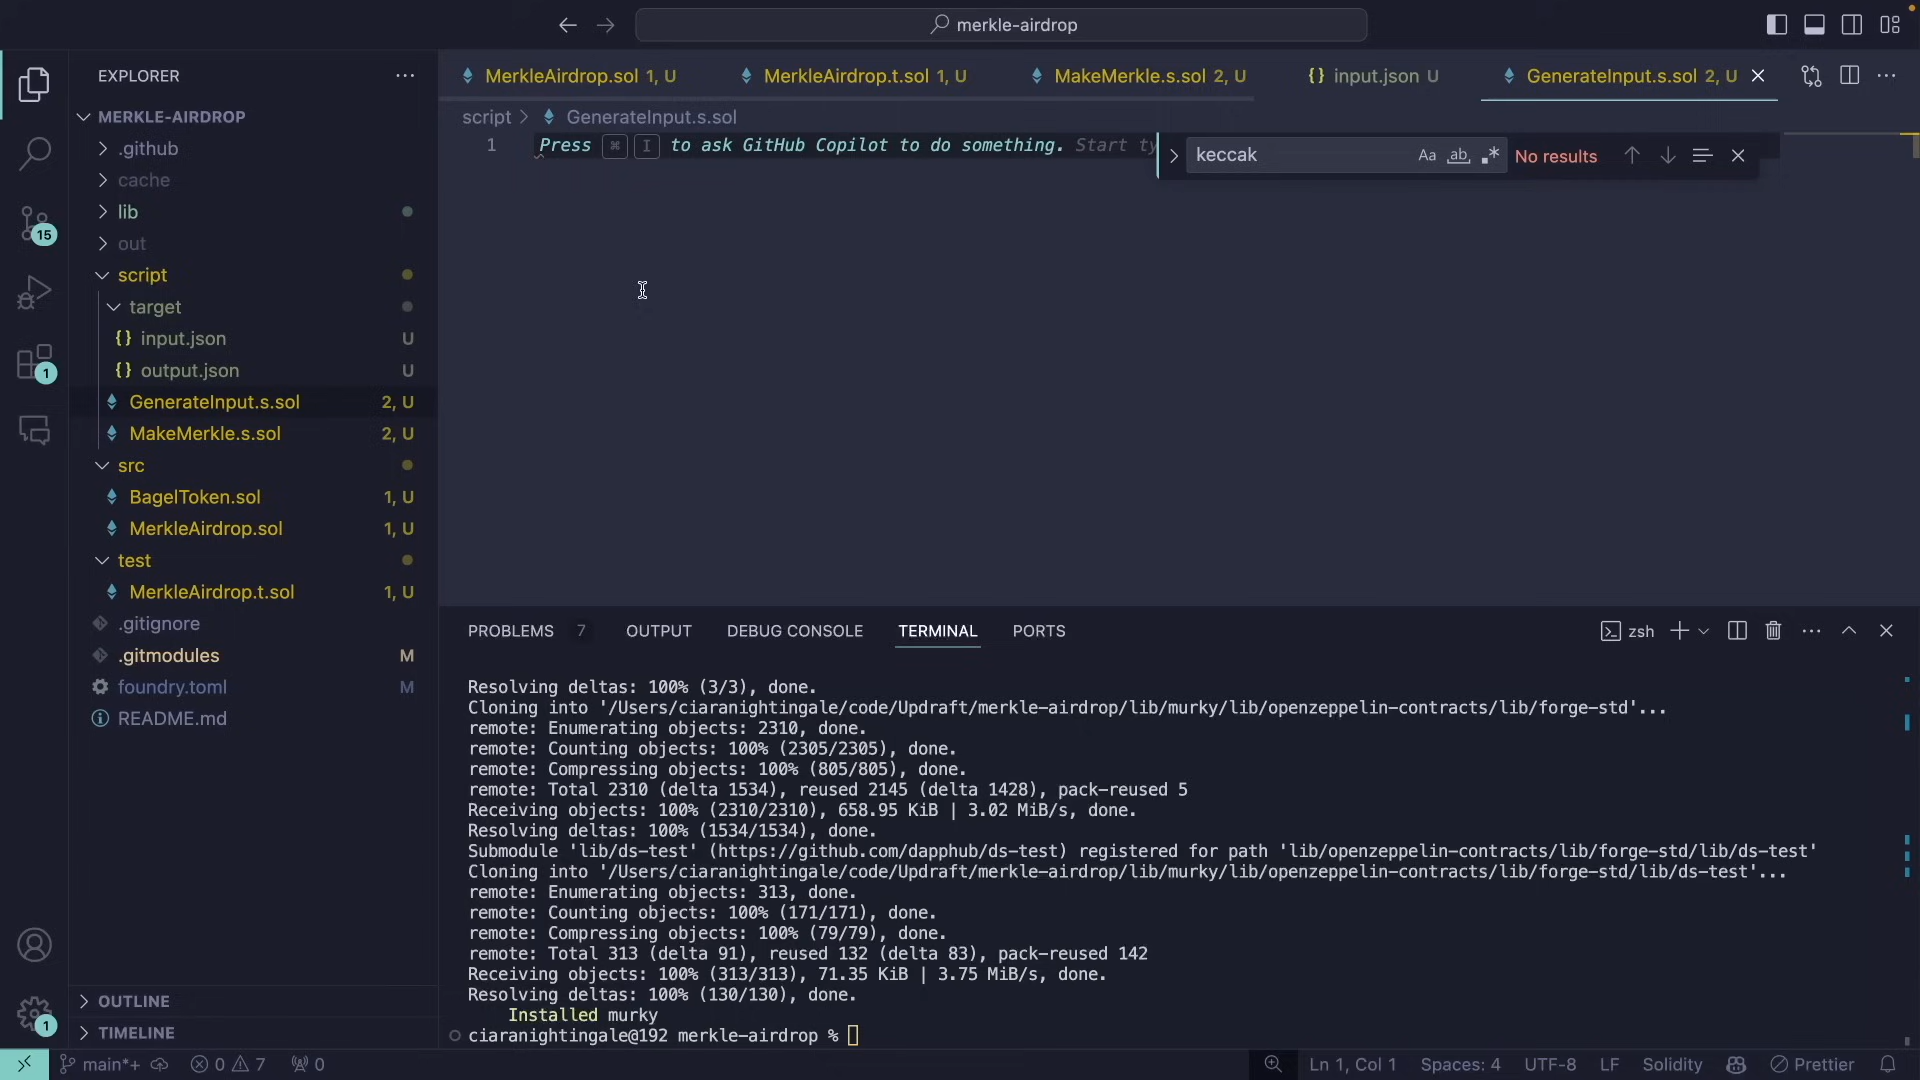 merkle-airdrop
EXPLORER
MerkleAirdrop.sol 1, U
MerkleAirdrop.t.sol 1, U
MakeMerkle.s.sol 2, U
{} input.json U
GenerateInput.s.sol 2, U
MERKLE-AIRDROP
script > GenerateInput.s.sol
1 Press ⌘ I to ask GitHub Copilot to do something. Start ty
keccak
Aa ab .* No results
.github
cache
lib
out
script
target
{} input.json U
{} output.json U
GenerateInput.s.sol 2, U
MakeMerkle.s.sol 2, U
src
BagelToken.sol 1, U
MerkleAirdrop.sol 1, U
test
MerkleAirdrop.t.sol 1, U
.gitignore
.gitmodules M
foundry.toml M
README.md
15
1
1
OUTLINE
TIMELINE
PROBLEMS 7 OUTPUT DEBUG CONSOLE TERMINAL PORTS
zsh
Resolving deltas: 100% (3/3), done.
Cloning into '/Users/ciaranightingale/code/Updraft/merkle-airdrop/lib/murky/lib/openzeppelin-contracts/lib/forge-std'...
remote: Enumerating objects: 2310, done.
remote: Counting objects: 100% (2305/2305), done.
remote: Compressing objects: 100% (805/805), done.
remote: Total 2310 (delta 1534), reused 2145 (delta 1428), pack-reused 5
Receiving objects: 100% (2310/2310), 658.95 KiB | 3.02 MiB/s, done.
Resolving deltas: 100% (1534/1534), done.
Submodule 'lib/ds-test' (https://github.com/dapphub/ds-test) registered for path 'lib/openzeppelin-contracts/lib/forge-std/lib/ds-test'
Cloning into '/Users/ciaranightingale/code/Updraft/merkle-airdrop/lib/murky/lib/openzeppelin-contracts/lib/forge-std/lib/ds-test'...
remote: Enumerating objects: 313, done.
remote: Counting objects: 100% (171/171), done.
remote: Compressing objects: 100% (79/79), done.
remote: Total 313 (delta 91), reused 132 (delta 83), pack-reused 142
Receiving objects: 100% (313/313), 71.35 KiB | 3.75 MiB/s, done.
Resolving deltas: 100% (130/130), done.
Installed murky
ciaranightingale@192 merkle-airdrop %
main*+ 0 7 0 Ln 1, Col 1 Spaces: 4 UTF-8 LF Solidity Prettier